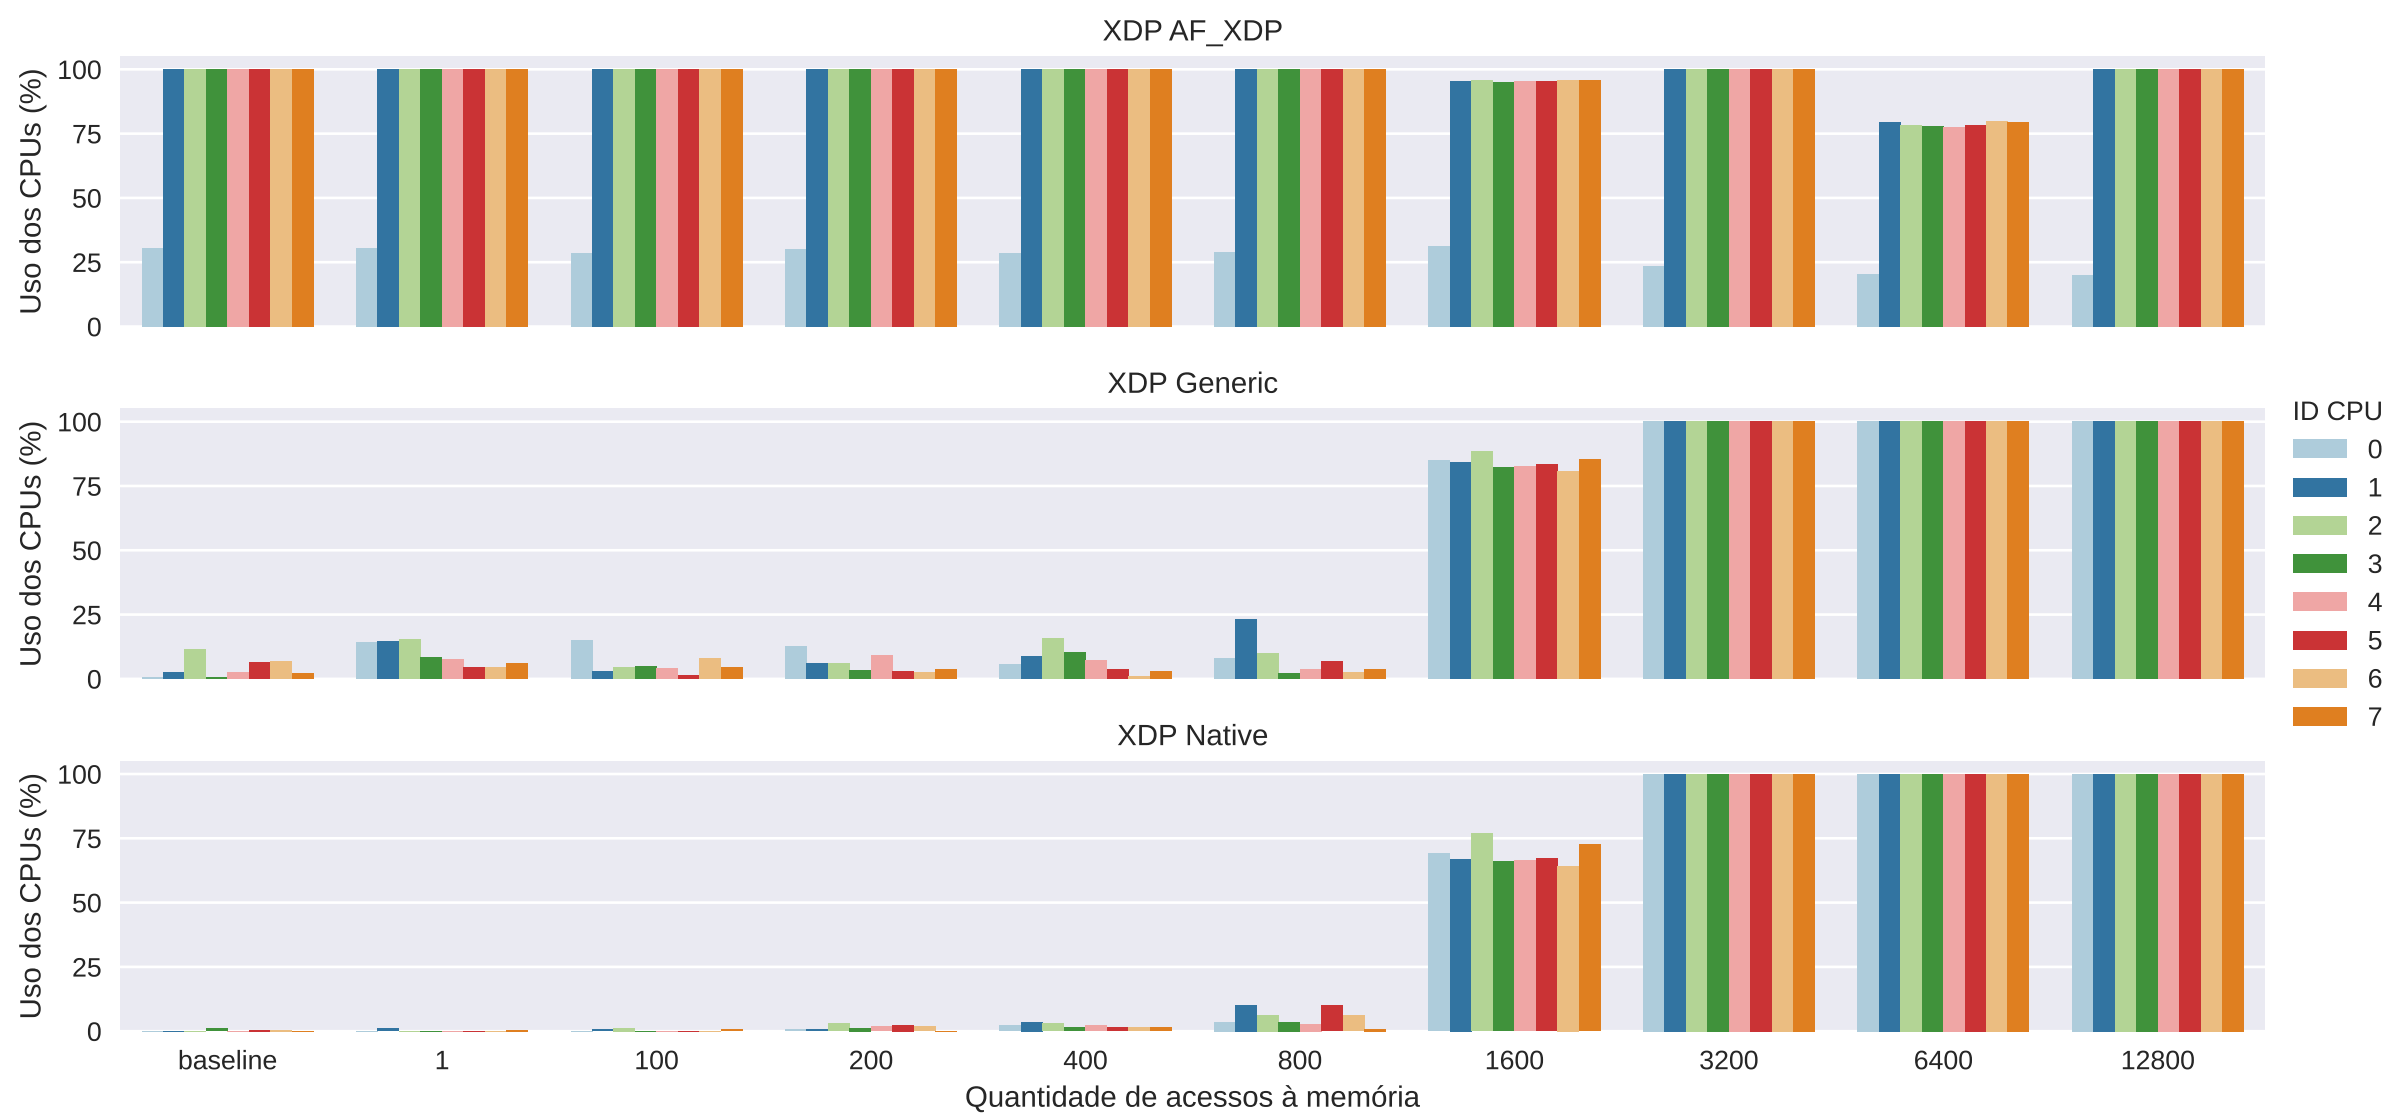 XDP AF_XDP
Uso dos CPUs (%)
100
75
50
25
0
XDP Generic
Uso dos CPUs (%)
100
75
50
25
0
ID CPU
0
1
2
3
4
5
6
7
XDP Native
Uso dos CPUs (%)
100
75
50
25
0
baseline 1 100 200 400 800 1600 3200 6400 12800
Quantidade de acessos à memória